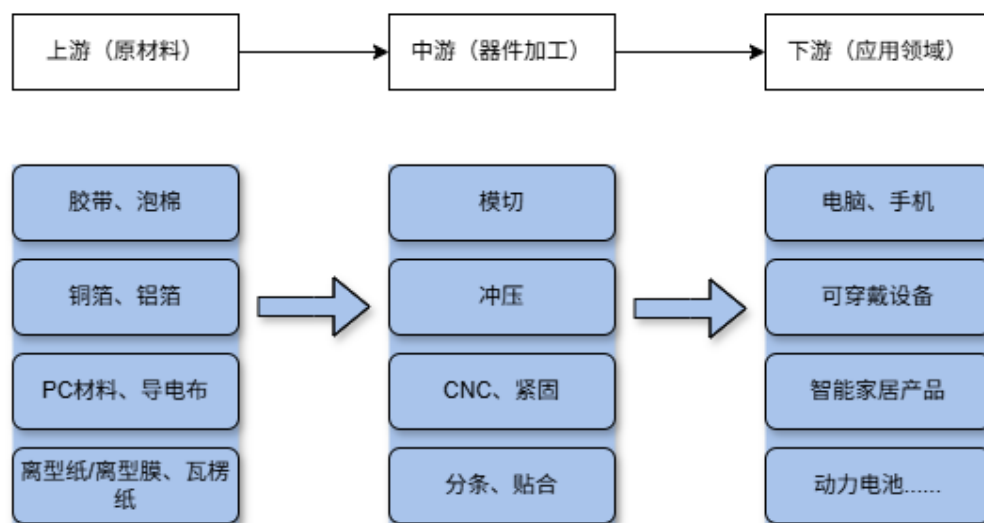 上游（原材料）
中游（器件加工）
下游（应用领域）
胶带、泡棉
模切
电脑、手机
铜箔、铝箔
冲压
可穿戴设备
PC材料、导电布
CNC、紧固
智能家居产品
离型纸/离型膜、瓦楞
纸
分条、贴合
动力电池......